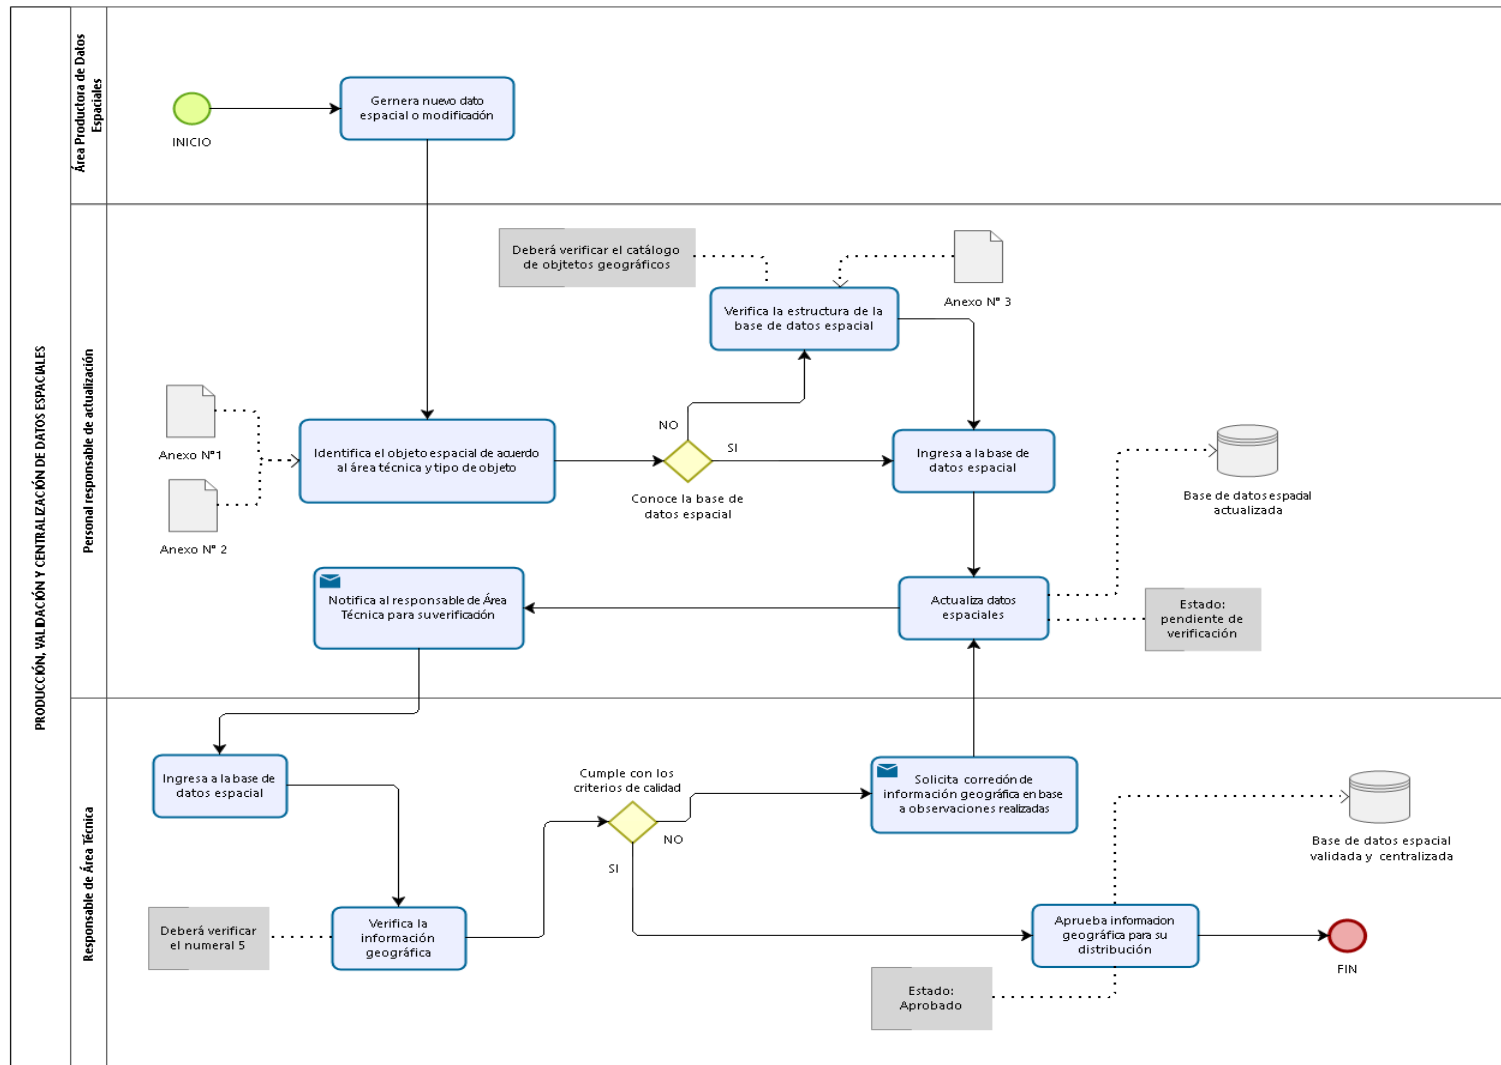 PRODUCCIÓN, VALIDACIÓN Y CENTRALIZACIÓN DE DATOS ESPACIALES
Área Productora de Datos
Espaciales
INICIO
Gernera nuevo dato
espacial o modificación
Personal responsable de actualización
Deberá verificar el catálogo
de objtetos geográficos
Anexo N° 3
Verifica la estructura de la
base de datos espacial
Anexo N°1
Anexo N° 2
Identifica el objeto espacial de acuerdo
al área técnica y tipo de objeto
NO
SI
Conoce la base de
datos espacial
Ingresa a la base de
datos espacial
Base de datos espacial
actualizada
Notifica al responsable de Área
Técnica para suverificación
Actualiza datos
espaciales
Estado:
pendiente de
verificación
Responsable de Área Técnica
Ingresa a la base de
datos espacial
Cumple con los
criterios de calidad
NO
SI
Solicita correción de
información geográfica en base
a observaciones realizadas
Base de datos espacial
validada y centralizada
Deberá verificar
el numeral 5
Verifica la
información
geográfica
Aprueba informacion
geográfica para su
distribución
FIN
Estado:
Aprobado